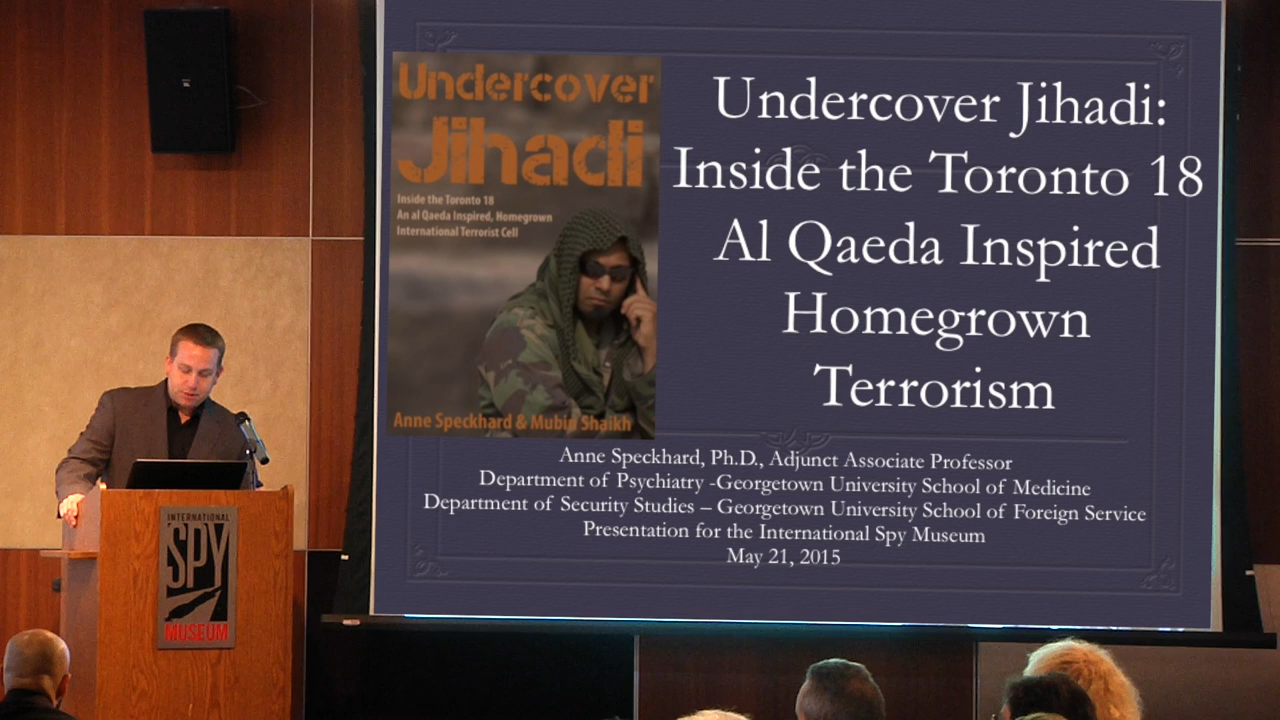 Undercover
Jihadi
Inside the Toronto 18
An al Qaeda Inspired, Homegrown
International Terrorist Cell
Anne Speckhard & Mubin Shaikh
Undercover Jihadi:
Inside the Toronto 18
Al Qaeda Inspired
Homegrown
Terrorism
Anne Speckhard, Ph.D., Adjunct Associate Professor
Department of Psychiatry -Georgetown University School of Medicine
Department of Security Studies – Georgetown University School of Foreign Service
Presentation for the International Spy Museum
May 21, 2015
INTERNATIONAL
SPY
MUSEUM